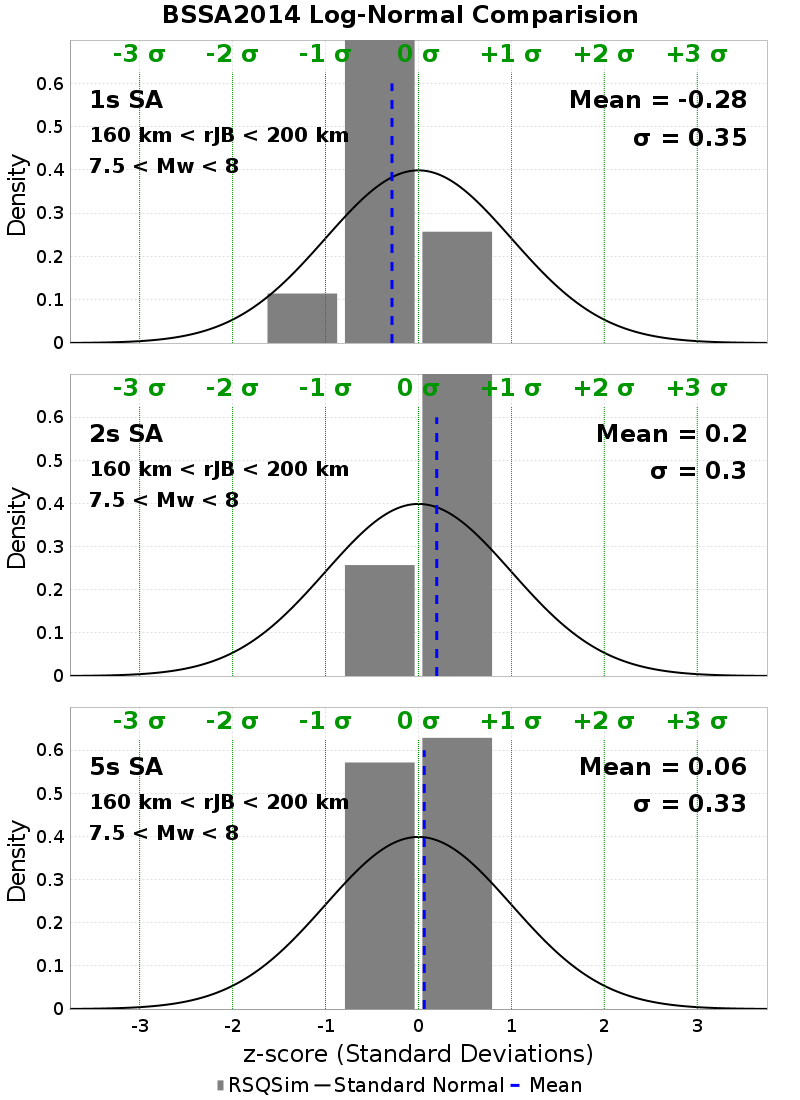 BSSA2014 Log-Normal Comparision
-3 σ -2 σ -1 σ 0 σ +1 σ +2 σ +3 σ
1s SA
160 km < rJB < 200 km
7.5 < Mw < 8
Mean = -0.28
σ = 0.35
Density
0.6
0.5
0.4
0.3
0.2
0.1
0
-3 σ -2 σ -1 σ 0 σ +1 σ +2 σ +3 σ
2s SA
160 km < rJB < 200 km
7.5 < Mw < 8
Mean = 0.2
σ = 0.3
Density
0.6
0.5
0.4
0.3
0.2
0.1
0
-3 σ -2 σ -1 σ 0 σ +1 σ +2 σ +3 σ
5s SA
160 km < rJB < 200 km
7.5 < Mw < 8
Mean = 0.06
σ = 0.33
Density
0.6
0.5
0.4
0.3
0.2
0.1
0
-3 -2 -1 0 1 2 3
z-score (Standard Deviations)
RSQSim Standard Normal Mean